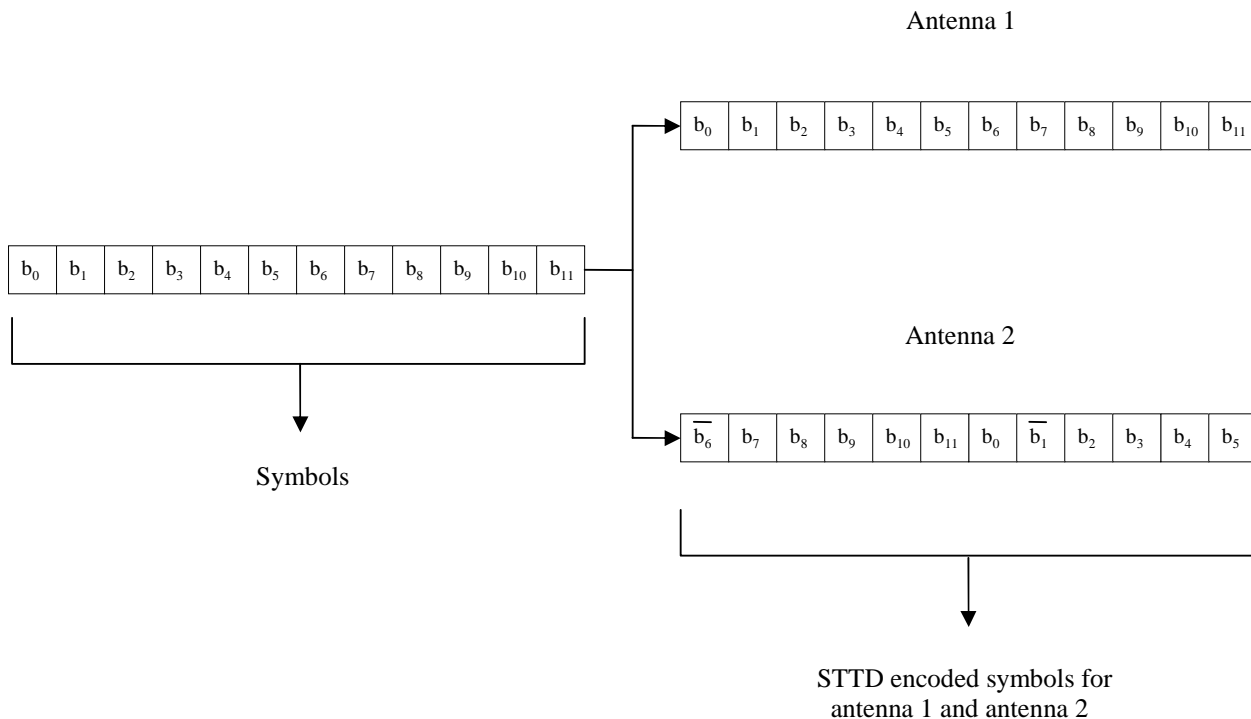 Antenna 1
b₀ b₁ b₂ b₃ b₄ b₅ b₆ b₇ b₈ b₉ b₁₀ b₁₁
b₀ b₁ b₂ b₃ b₄ b₅ b₆ b₇ b₈ b₉ b₁₀ b₁₁
Symbols
Antenna 2
b̅₆ b₇ b₈ b₉ b₁₀ b₁₁ b₀ b̅₁ b₂ b₃ b₄ b₅
STTD encoded symbols for
antenna 1 and antenna 2